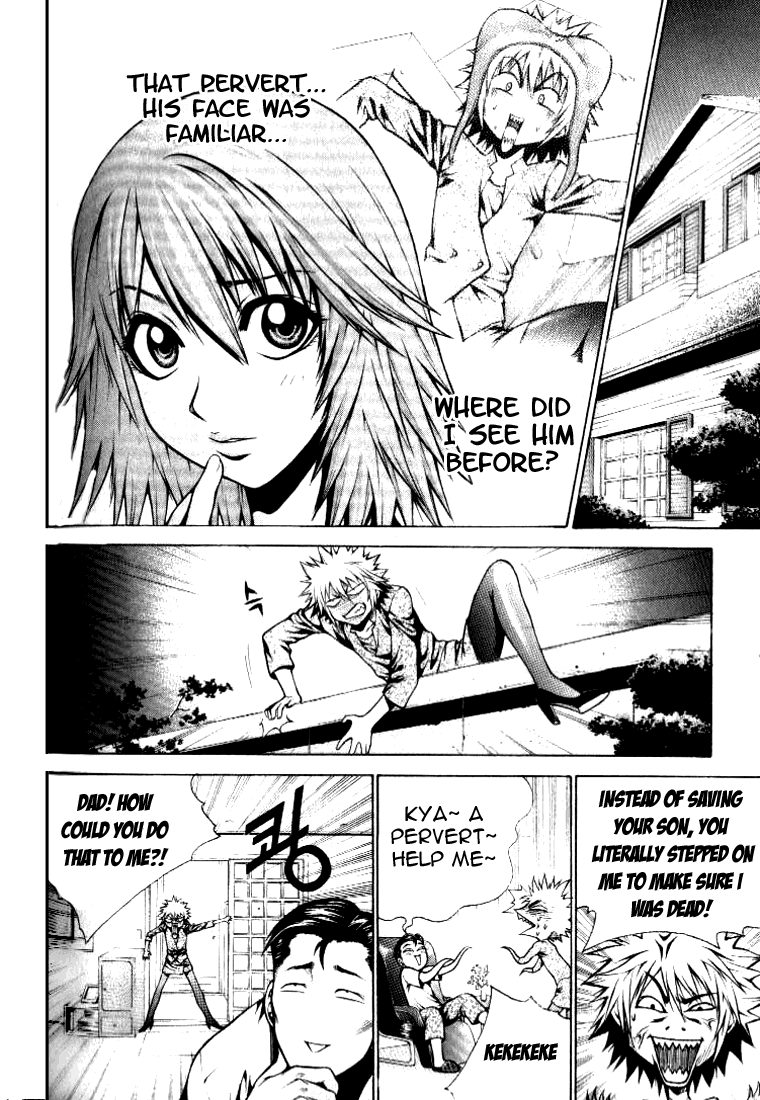 THAT PERVERT...
HIS FACE WAS
FAMILIAR...
WHERE DID
I SEE HIM
BEFORE?
DAD! HOW
COULD YOU DO
THAT TO ME?!
쾅
KYA~ A
PERVERT~
HELP ME~
KEKEKEKE
INSTEAD OF SAVING
YOUR SON, YOU
LITERALLY STEPPED ON
ME TO MAKE SURE I
WAS DEAD!